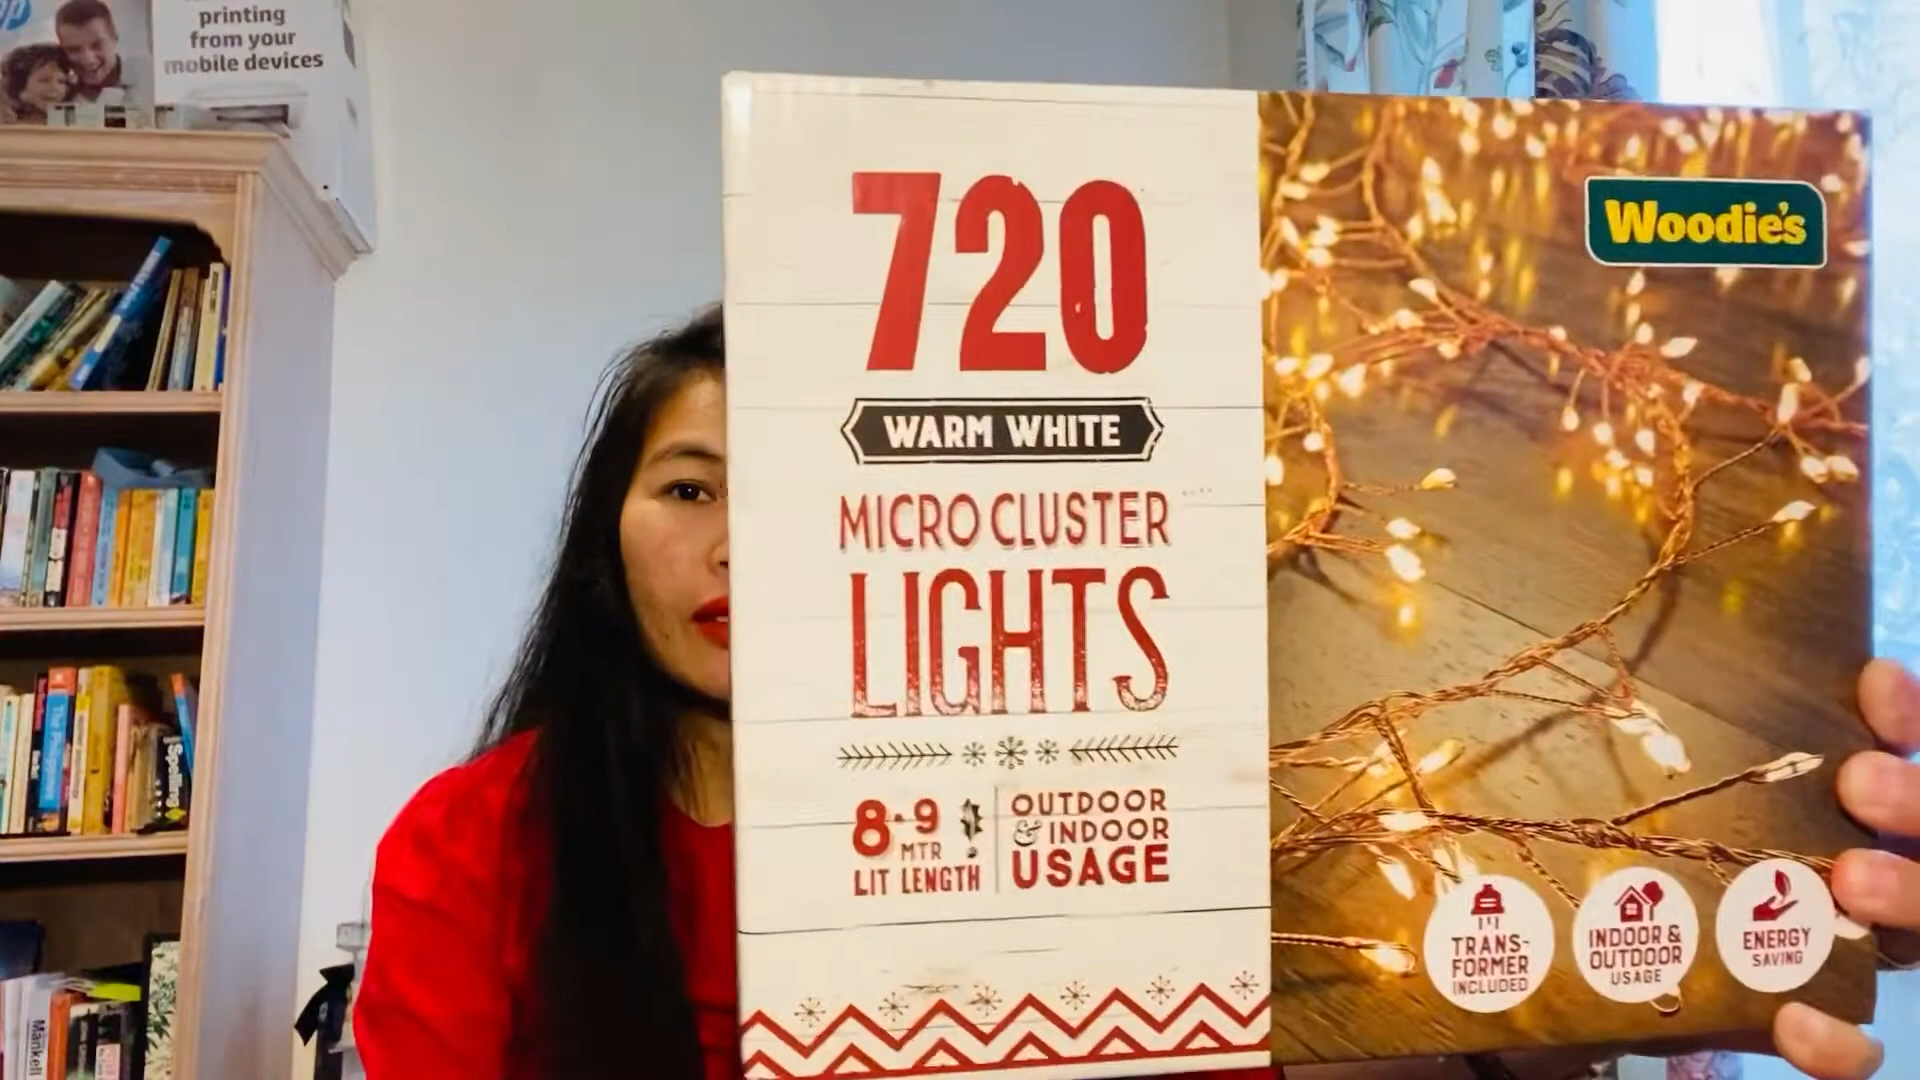 printing
from your
mobile devices
720
WARM WHITE
MICRO CLUSTER
LIGHTS
8.9
MTR
LIT LENGTH
OUTDOOR
& INDOOR
USAGE
Woodie's
TRANS-
FORMER
INCLUDED
INDOOR &
OUTDOOR
USAGE
ENERGY
SAVING
Spelling
Mankell